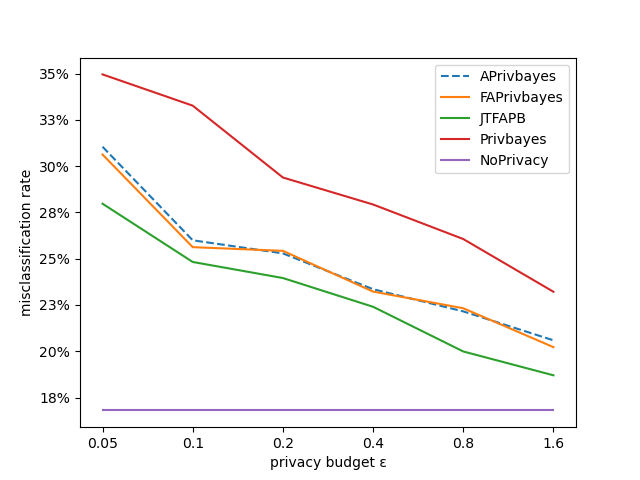 35%
33%
30%
28%
25%
23%
20%
18%
misclassification rate
APrivbayes
FAPrivbayes
JTFAPB
Privbayes
NoPrivacy
0.05 0.1 0.2 0.4 0.8 1.6
privacy budget ε